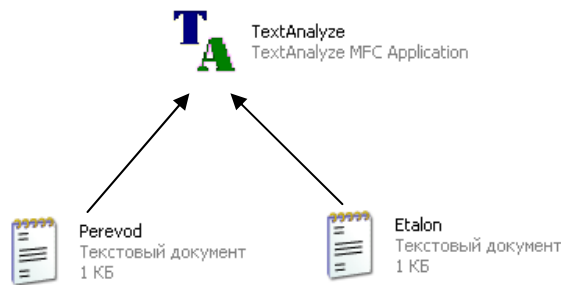 TA
TextAnalyze
TextAnalyze MFC Application
Perevod
Текстовый документ
1 КБ
Etalon
Текстовый документ
1 КБ